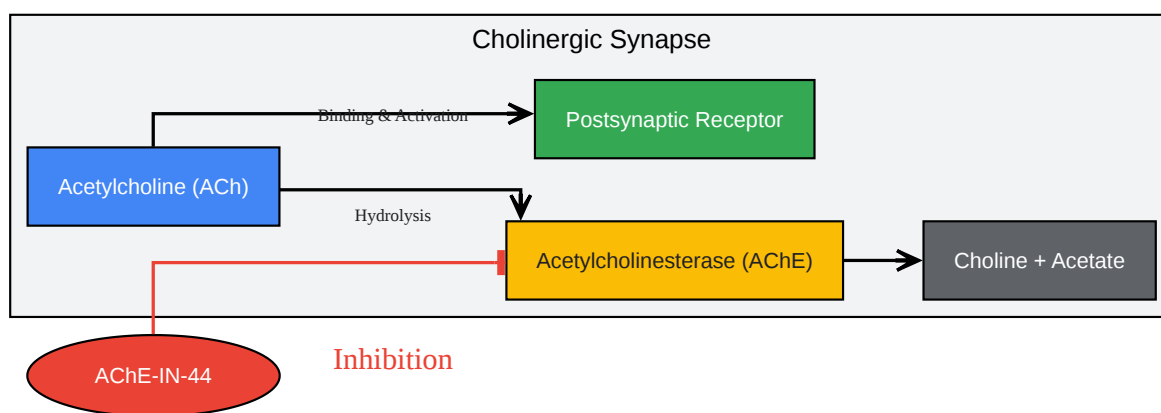 Cholinergic Synapse
Binding & Activation
Postsynaptic Receptor
Acetylcholine (ACh)
Hydrolysis
Acetylcholinesterase (AChE)
Choline + Acetate
Inhibition
AChE-IN-44